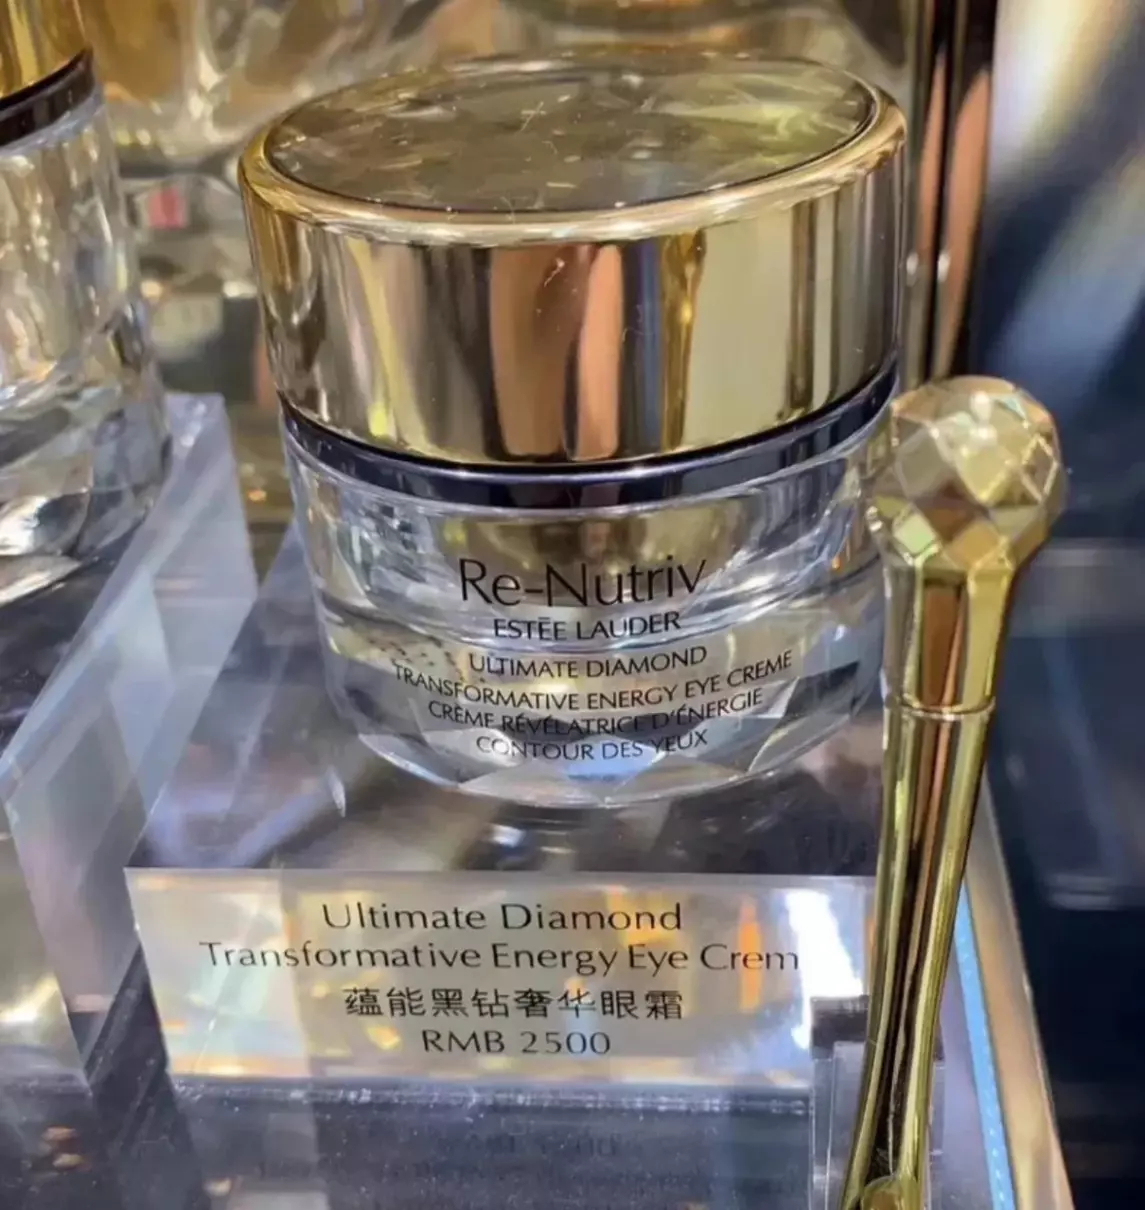 Re-Nutriv
ESTĒE LAUDER
ULTIMATE DIAMOND
TRANSFORMATIVE ENERGY EYE CREME
CRÈME RÉVÉLATRICE D'ÉNERGIE
CONTOUR DES YEUX
Ultimate Diamond
Transformative Energy Eye Crem
蕴能黑钻奢华眼霜
RMB 2500